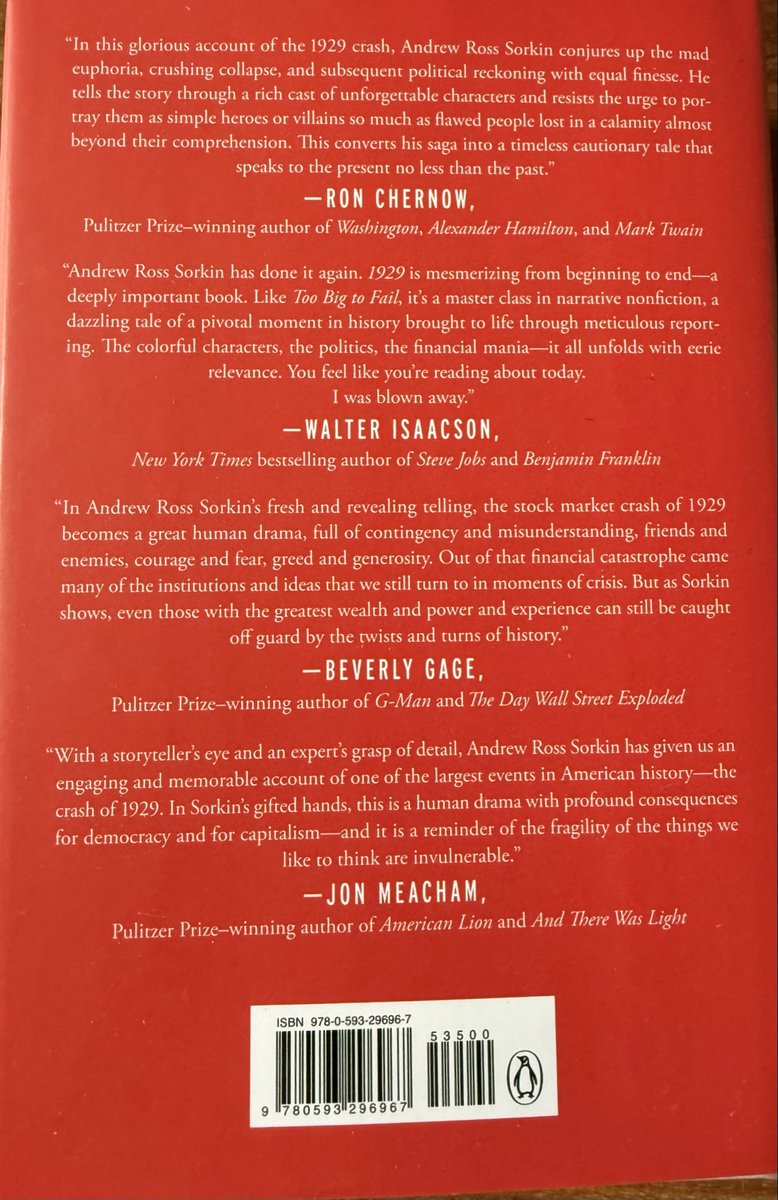 “In this glorious account of the 1929 crash, Andrew Ross Sorkin conjures up the mad
euphoria, crushing collapse, and subsequent political reckoning with equal finesse. He
tells the story through a rich cast of unforgettable characters and resists the urge to por-
tray them as simple heroes or villains so much as flawed people lost in a calamity almost
beyond their comprehension. This converts his saga into a timeless cautionary tale that
speaks to the present no less than the past.”
—RON CHERNOW,
Pulitzer Prize–winning author of Washington, Alexander Hamilton, and Mark Twain
“Andrew Ross Sorkin has done it again. 1929 is mesmerizing from beginning to end—a
deeply important book. Like Too Big to Fail, it’s a master class in narrative nonfiction, a
dazzling tale of a pivotal moment in history brought to life through meticulous report-
ing. The colorful characters, the politics, the financial mania—it all unfolds with eerie
relevance. You feel like you’re reading about today.
I was blown away.”
—WALTER ISAACSON,
New York Times bestselling author of Steve Jobs and Benjamin Franklin
“In Andrew Ross Sorkin’s fresh and revealing telling, the stock market crash of 1929
becomes a great human drama, full of contingency and misunderstanding, friends and
enemies, courage and fear, greed and generosity. Out of that financial catastrophe came
many of the institutions and ideas that we still turn to in moments of crisis. But as Sorkin
shows, even those with the greatest wealth and power and experience can still be caught
off guard by the twists and turns of history.”
—BEVERLY GAGE,
Pulitzer Prize–winning author of G-Man and The Day Wall Street Exploded
“With a storyteller’s eye and an expert’s grasp of detail, Andrew Ross Sorkin has given us an
engaging and memorable account of one of the largest events in American history—the
crash of 1929. In Sorkin’s gifted hands, this is a human drama with profound consequences
for democracy and for capitalism—and it is a reminder of the fragility of the things we
like to think are invulnerable.”
—JON MEACHAM,
Pulitzer Prize–winning author of American Lion and And There Was Light
ISBN 978-0-593-29696-7
53500
9 780593 296967